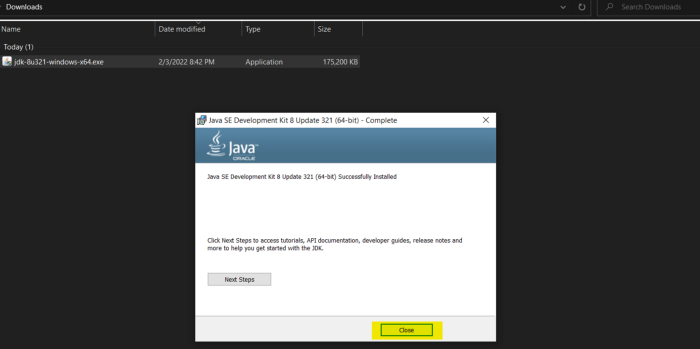 Downloads
Search Downloads
Name Date modified Type Size
Today (1)
jdk-8u321-windows-x64.exe 2/3/2022 8:42 PM Application 175,200 KB
Java SE Development Kit 8 Update 321 (64-bit) - Complete
Java™
ORACLE
Java SE Development Kit 8 Update 321 (64-bit) Successfully Installed
Click Next Steps to access tutorials, API documentation, developer guides, release notes and
more to help you get started with the JDK.
Next Steps
Close